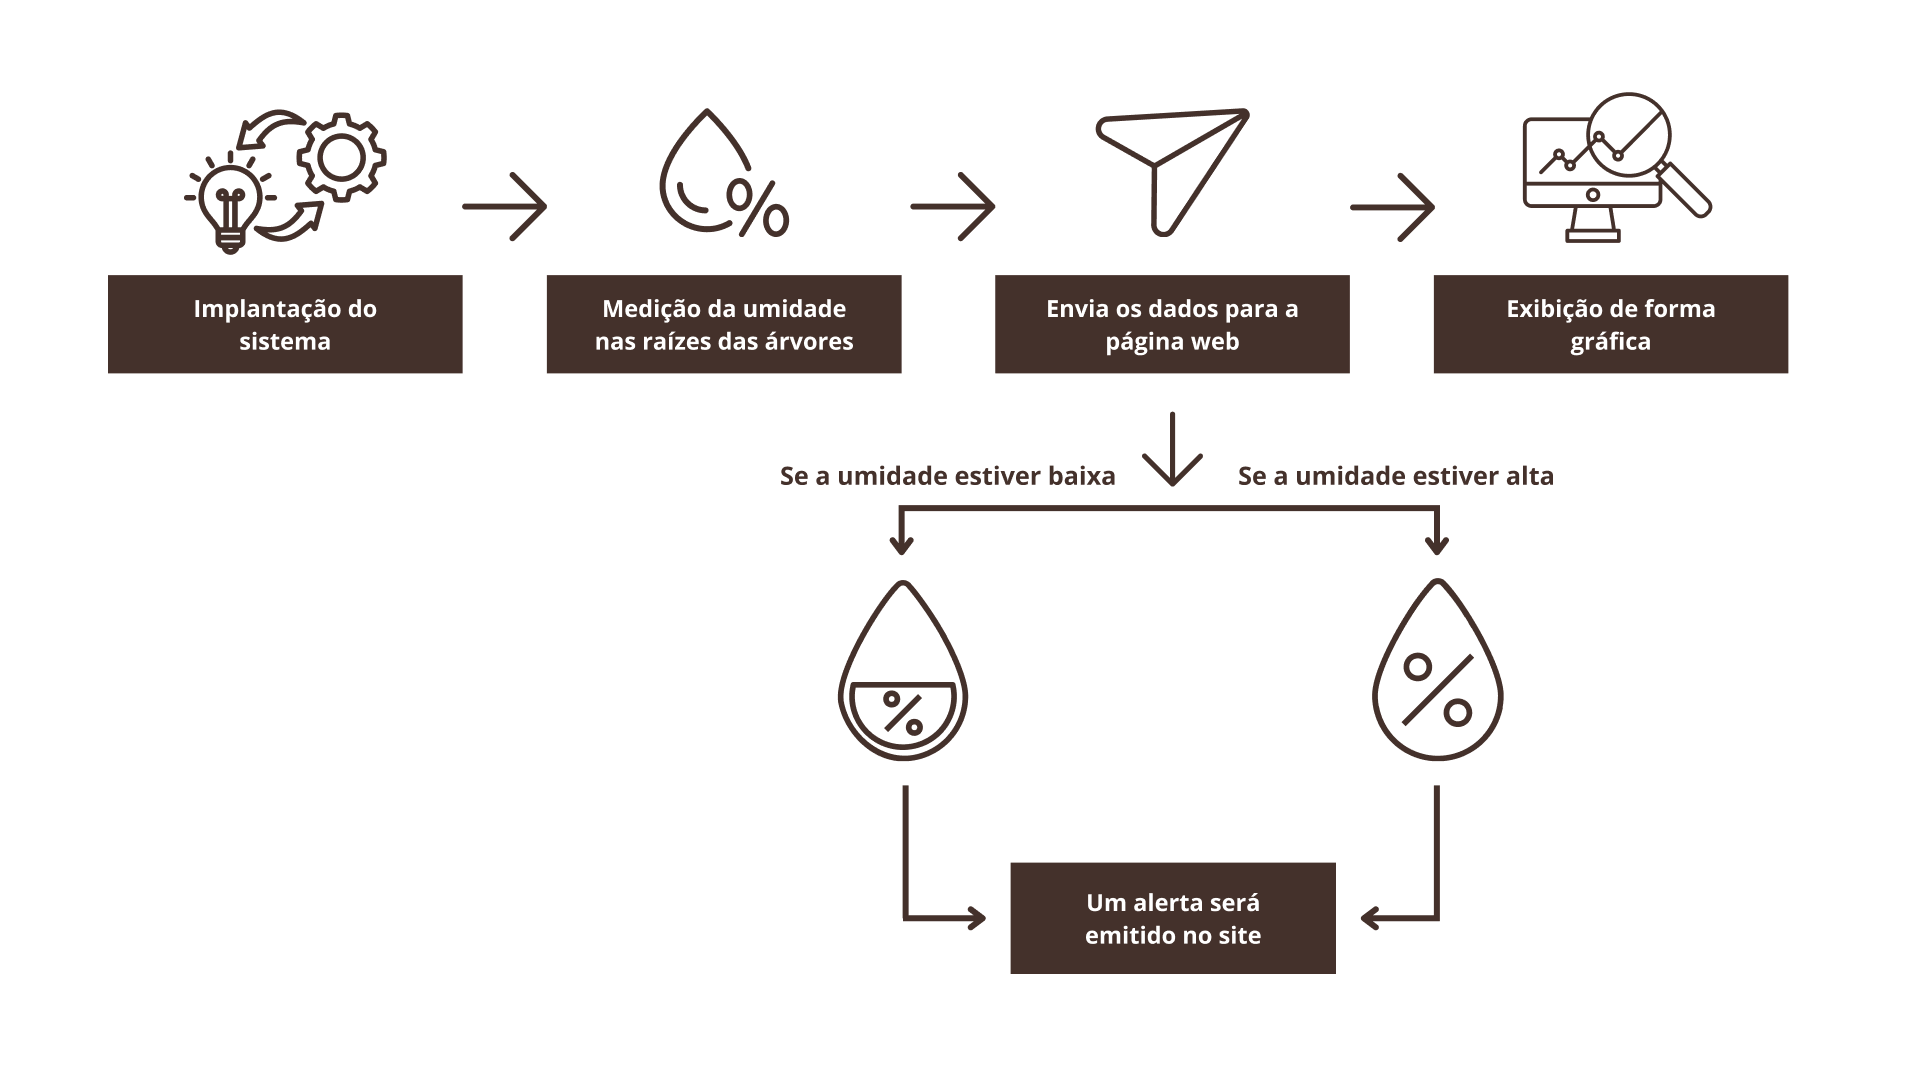 Implantação do
sistema
Medição da umidade
nas raízes das árvores
Envia os dados para a
página web
Exibição de forma
gráfica
Se a umidade estiver baixa
Se a umidade estiver alta
Um alerta será
emitido no site